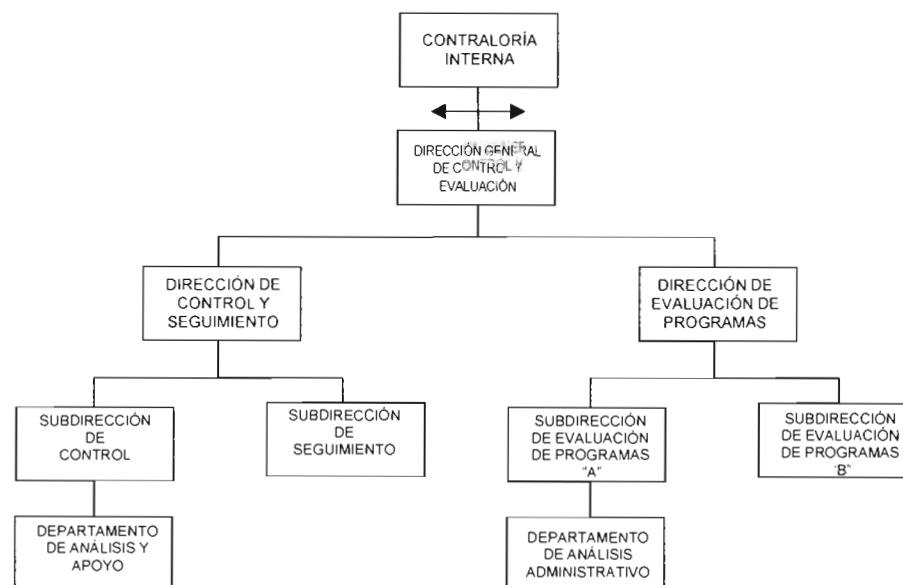 CONTRALORÍA
INTERNA
DIRECCIÓN GENERAL
DE CONTROL Y
EVALUACIÓN
DIRECCIÓN DE
CONTROL Y
SEGUIMIENTO
DIRECCIÓN DE
EVALUACIÓN DE
PROGRAMAS
SUBDIRECCIÓN
DE
CONTROL
SUBDIRECCIÓN
DE
SEGUIMIENTO
SUBDIRECCIÓN
DE EVALUACIÓN
DE PROGRAMAS
"A"
SUBDIRECCIÓN
DE EVALUACIÓN
DE PROGRAMAS
"B"
DEPARTAMENTO
DE ANÁLISIS Y
APOYO
DEPARTAMENTO
DE ANÁLISIS
ADMINISTRATIVO